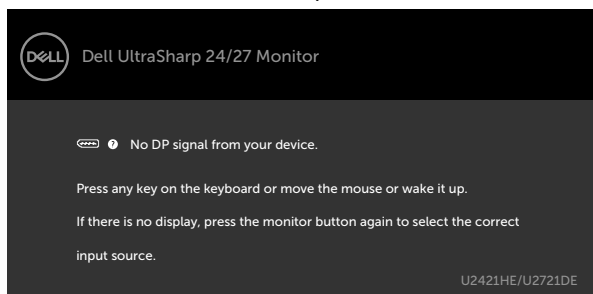 DELL
Dell UltraSharp 24/27 Monitor
? No DP signal from your device.
Press any key on the keyboard or move the mouse or wake it up.
If there is no display, press the monitor button again to select the correct
input source.
U2421HE/U2721DE